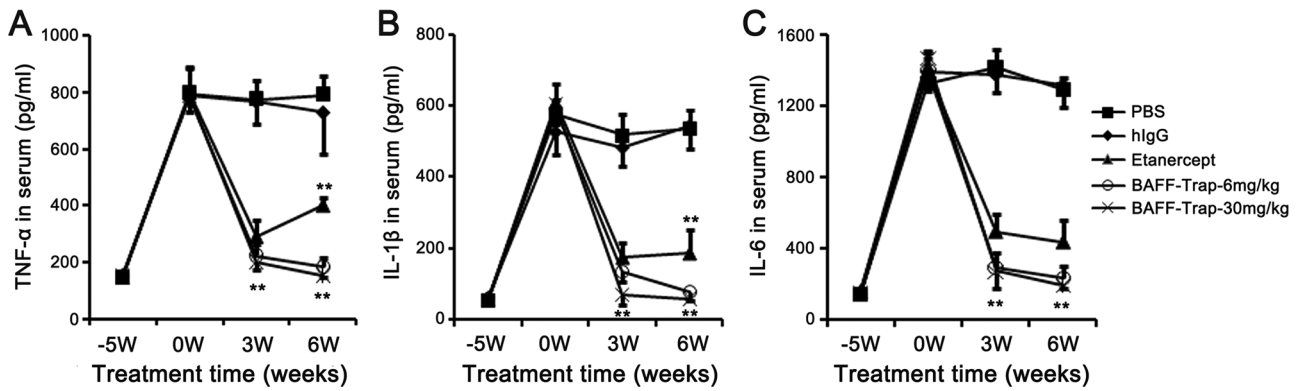 A
TNF-α in serum (pg/ml)
1000
800
600
400
200
0
**
**
**
-5W 0W 3W 6W
Treatment time (weeks)
B
IL-1β in serum (pg/ml)
800
600
400
200
0
**
**
**
-5W 0W 3W 6W
Treatment time (weeks)
C
IL-6 in serum (pg/ml)
1600
1300
1600
400
0
**
**
-5W 0W 3W 6W
Treatment time (weeks)
PBS
hIgG
Etanercept
BAFF-Trap-6mg/kg
BAFF-Trap-30mg/kg